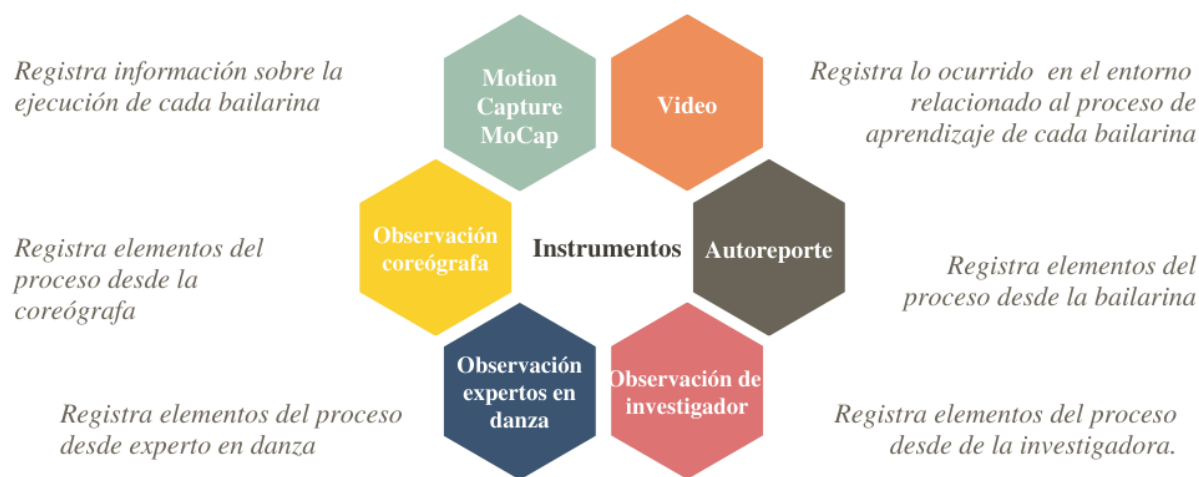 Registra información sobre la
ejecución de cada bailarina
Motion
Capture
MoCap
Video
Registra lo ocurrido en el entorno
relacionado al proceso de
aprendizaje de cada bailarina
Registra elementos del
proceso desde la
coreógrafa
Observación
coreógrafa
Instrumentos
Autoreporte
Registra elementos del
proceso desde la bailarina
Registra elementos del proceso
desde experto en danza
Observación
expertos en
danza
Observación de
investigador
Registra elementos del proceso
desde de la investigadora.